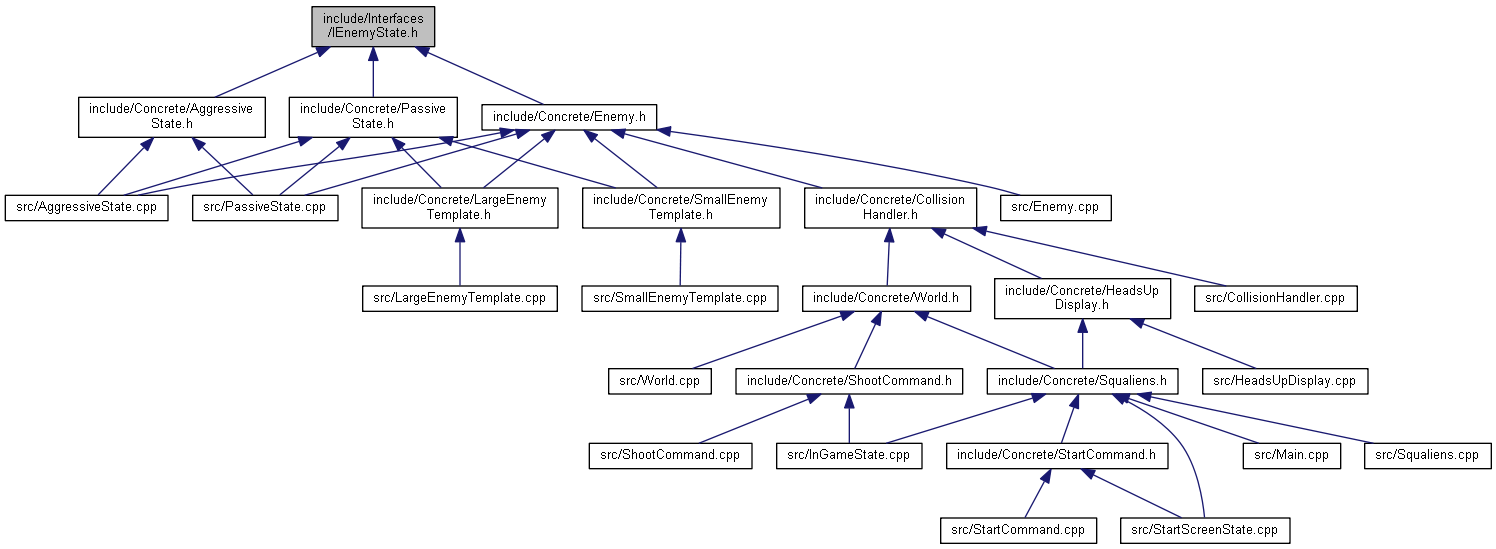 include/Interfaces
/IEnemyState.h
include/Concrete/Aggressive
State.h
include/Concrete/Passive
State.h
include/Concrete/Enemy.h
src/AggressiveState.cpp
src/PassiveState.cpp
include/Concrete/LargeEnemy
Template.h
include/Concrete/SmallEnemy
Template.h
include/Concrete/Collision
Handler.h
src/Enemy.cpp
src/LargeEnemyTemplate.cpp
src/SmallEnemyTemplate.cpp
include/Concrete/World.h
include/Concrete/HeadsUp
Display.h
src/CollisionHandler.cpp
src/World.cpp
include/Concrete/ShootCommand.h
include/Concrete/Squaliens.h
src/HeadsUpDisplay.cpp
src/ShootCommand.cpp
src/InGameState.cpp
include/Concrete/StartCommand.h
src/Main.cpp
src/Squaliens.cpp
src/StartCommand.cpp
src/StartScreenState.cpp